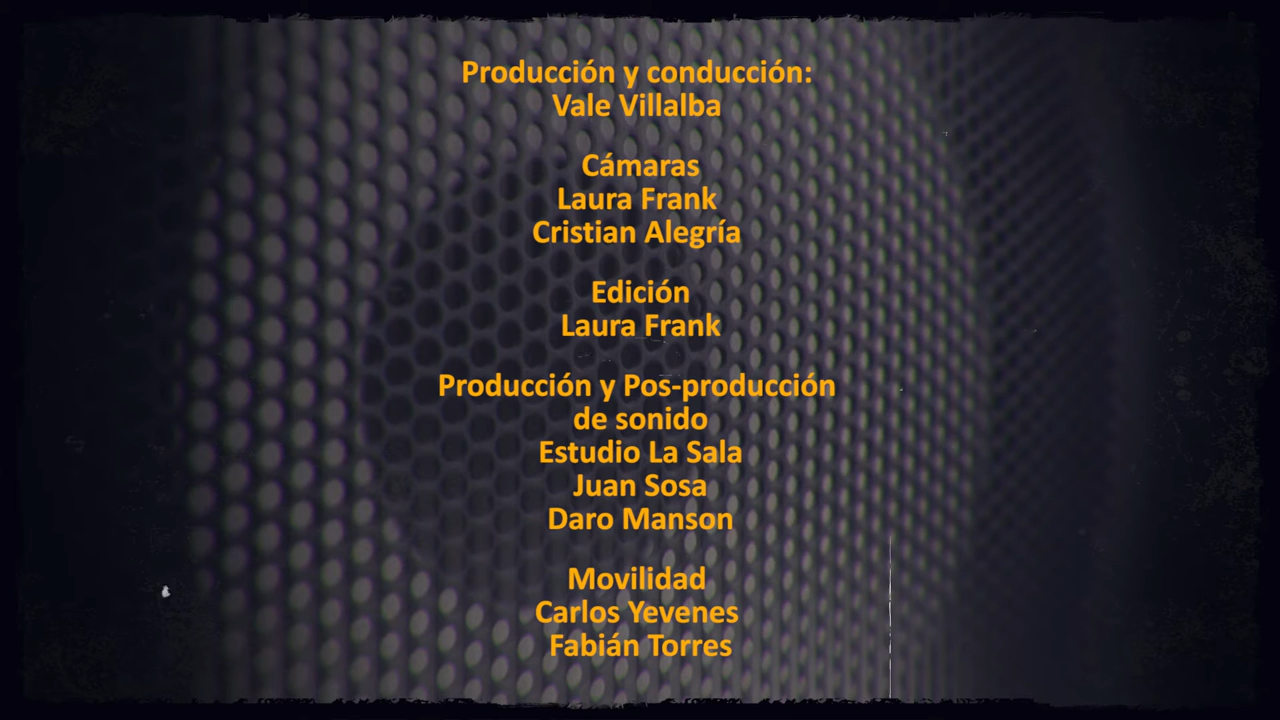 Producción y conducción:
Vale Villalba
Cámaras
Laura Frank
Cristian Alegría
Edición
Laura Frank
Producción y Pos-producción
de sonido
Estudio La Sala
Juan Sosa
Daro Manson
Movilidad
Carlos Yevenes
Fabián Torres